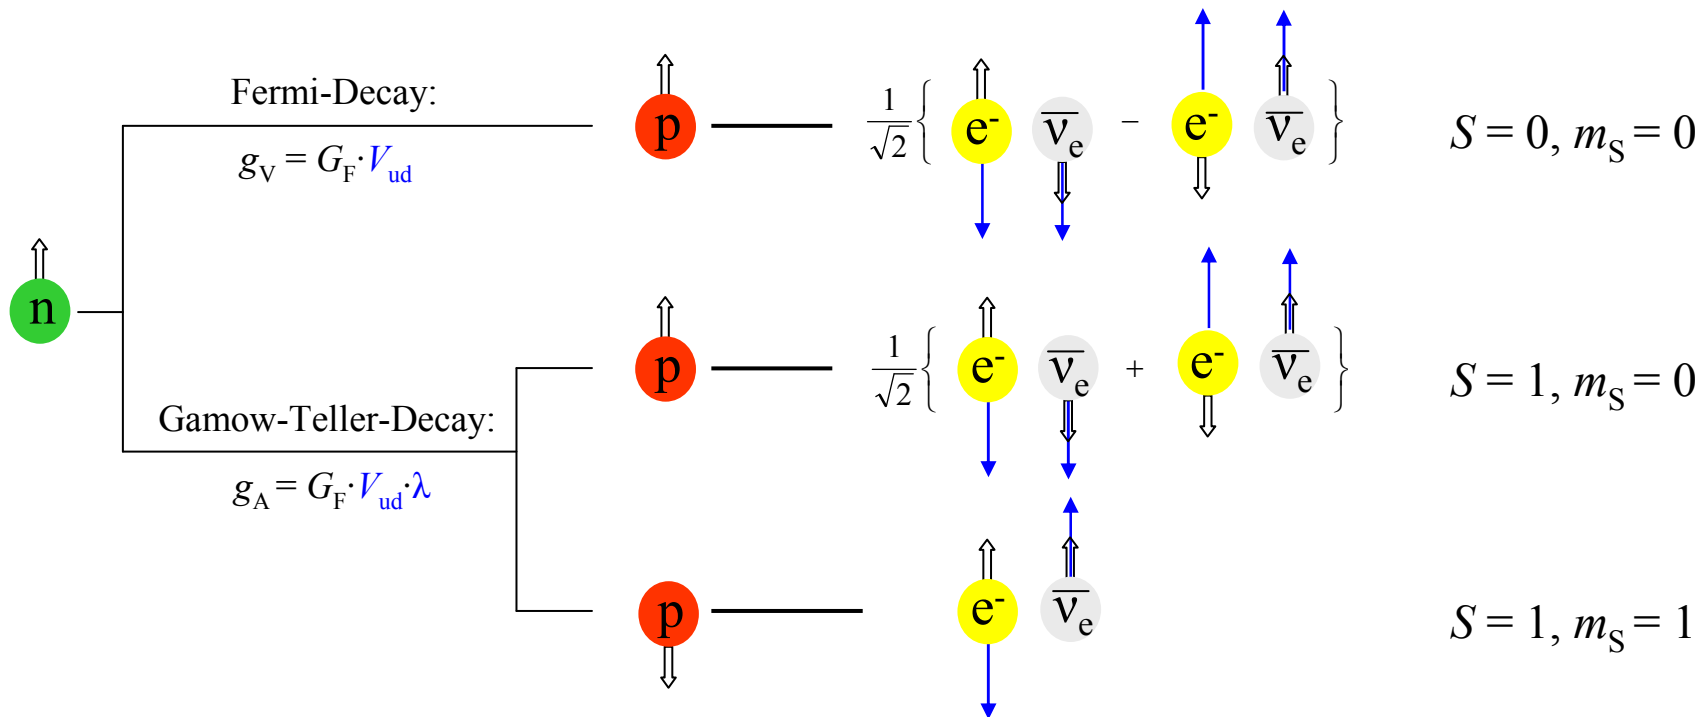 Fermi-Decay:
g_V = G_F·V_ud
p
1/√2 { e⁻ ν̅_e − e⁻ ν̅_e }
S = 0, m_S = 0
n
p
1/√2 { e⁻ ν̅_e + e⁻ ν̅_e }
S = 1, m_S = 0
Gamow-Teller-Decay:
g_A = G_F·V_ud·λ
p
e⁻ ν̅_e
S = 1, m_S = 1